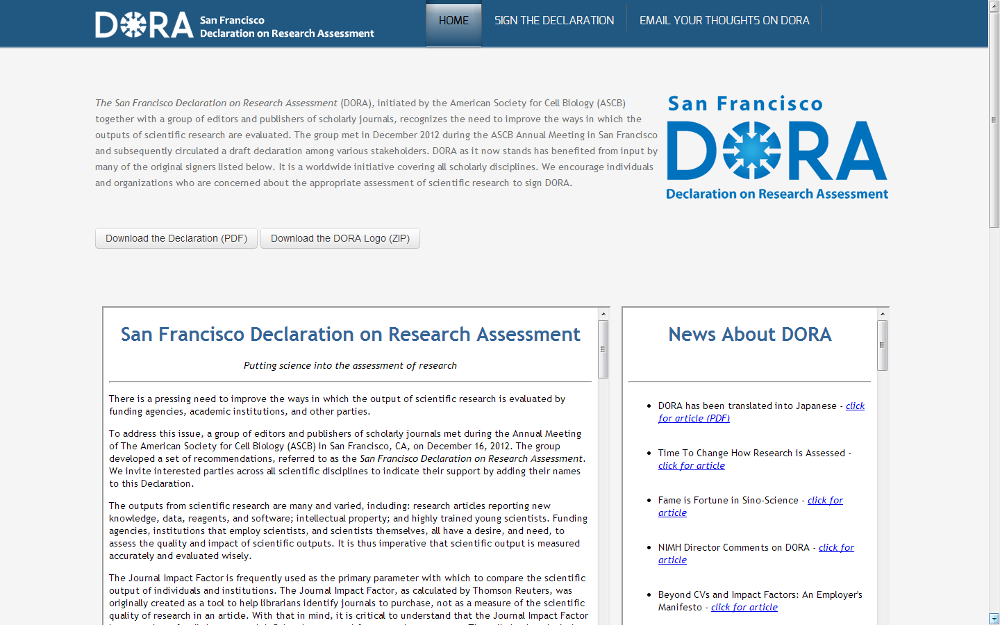 DORA San Francisco
Declaration on Research Assessment
HOME
SIGN THE DECLARATION
EMAIL YOUR THOUGHTS ON DORA
The San Francisco Declaration on Research Assessment (DORA), initiated by the American Society for Cell Biology (ASCB)
together with a group of editors and publishers of scholarly journals, recognizes the need to improve the ways in which the
outputs of scientific research are evaluated. The group met in December 2012 during the ASCB Annual Meeting in San Francisco
and subsequently circulated a draft declaration among various stakeholders. DORA as it now stands has benefited from input by
many of the original signers listed below. It is a worldwide initiative covering all scholarly disciplines. We encourage individuals
and organizations who are concerned about the appropriate assessment of scientific research to sign DORA.
San Francisco
DORA
Declaration on Research Assessment
Download the Declaration (PDF)
Download the DORA Logo (ZIP)
San Francisco Declaration on Research Assessment
Putting science into the assessment of research
There is a pressing need to improve the ways in which the output of scientific research is evaluated by
funding agencies, academic institutions, and other parties.
To address this issue, a group of editors and publishers of scholarly journals met during the Annual Meeting
of The American Society for Cell Biology (ASCB) in San Francisco, CA, on December 16, 2012. The group
developed a set of recommendations, referred to as the San Francisco Declaration on Research Assessment.
We invite interested parties across all scientific disciplines to indicate their support by adding their names
to this Declaration.
The outputs from scientific research are many and varied, including: research articles reporting new
knowledge, data, reagents, and software; intellectual property; and highly trained young scientists. Funding
agencies, institutions that employ scientists, and scientists themselves, all have a desire, and need, to
assess the quality and impact of scientific outputs. It is thus imperative that scientific output is measured
accurately and evaluated wisely.
The Journal Impact Factor is frequently used as the primary parameter with which to compare the scientific
output of individuals and institutions. The Journal Impact Factor, as calculated by Thomson Reuters, was
originally created as a tool to help librarians identify journals to purchase, not as a measure of the scientific
quality of research in an article. With that in mind, it is critical to understand that the Journal Impact Factor
News About DORA
DORA has been translated into Japanese - click
for article (PDF)
Time To Change How Research is Assessed -
click for article
Fame is Fortune in Sino-Science - click for
article
NIMH Director Comments on DORA - click for
article
Beyond CVs and Impact Factors: An Employer's
Manifesto - click for article